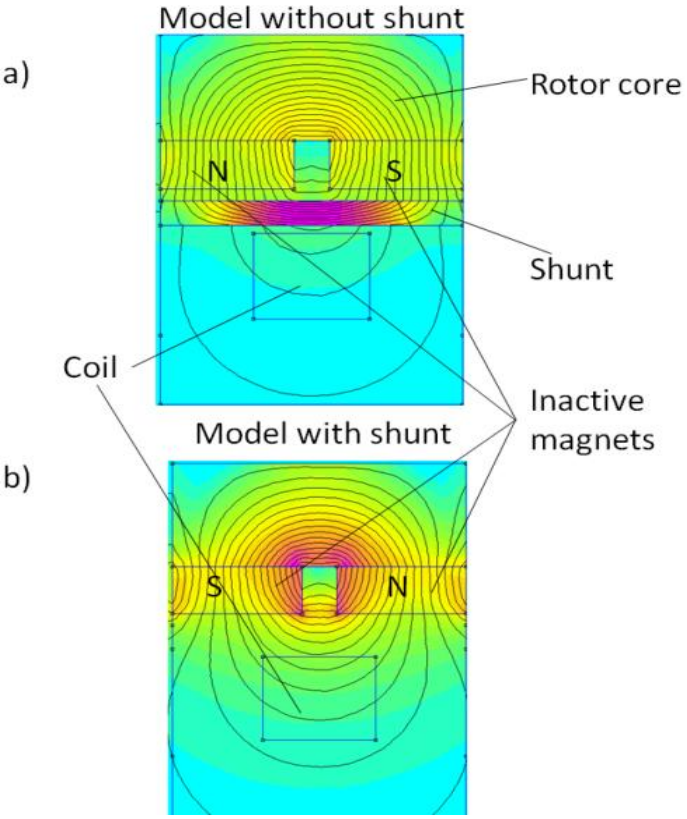 Model without shunt
a)
Rotor core
N
S
Shunt
Coil
Inactive
magnets
Model with shunt
b)
S
N